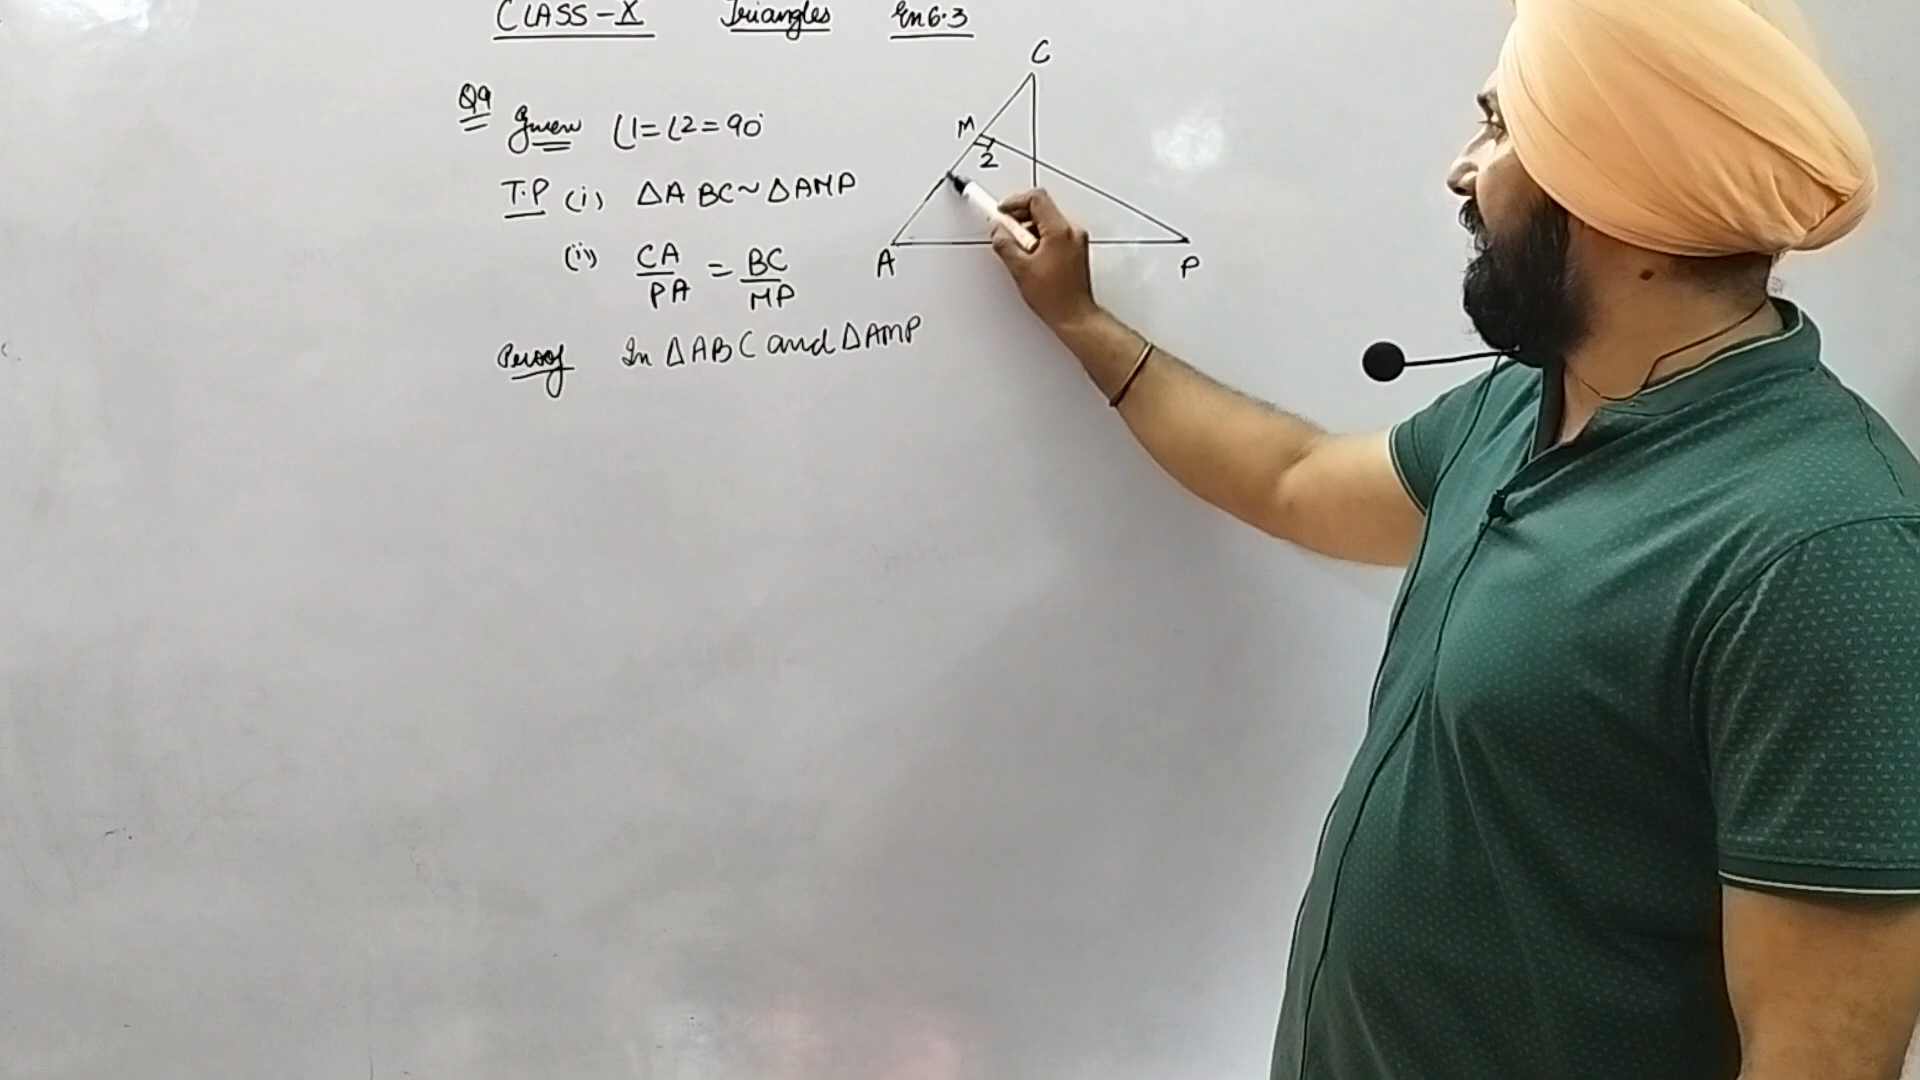 CLASS-X Triangles Ex 6.3
Q9
Given ∠1=∠2=90°
T.P (i) ΔABC~ΔAMP
(ii) CA/PA = BC/MP
Proof In ΔABC and ΔAMP
C
M
2
A
P